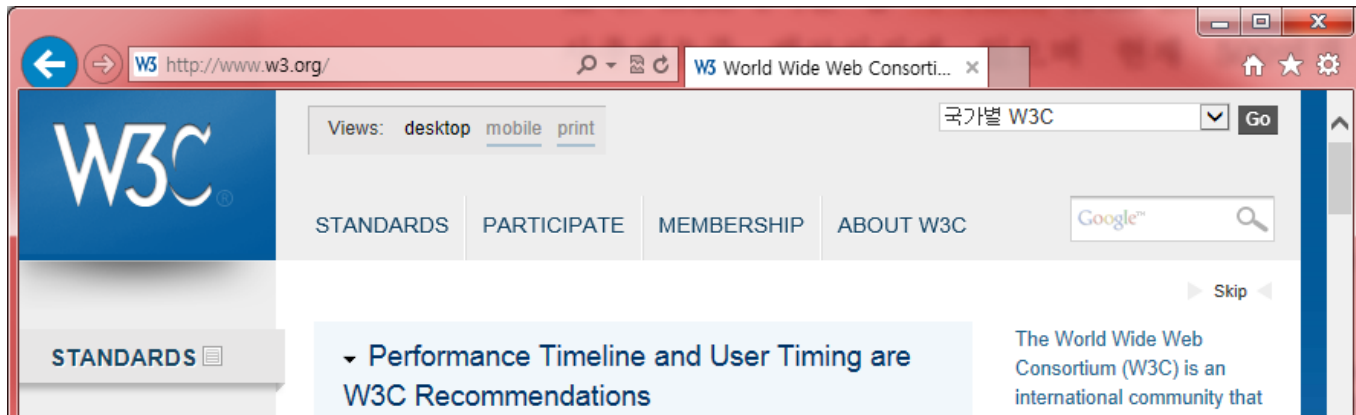 http://www.w3.org/
W3 World Wide Web Consorti...
W3C®
Views: desktop mobile print
국가별 W3C
Go
STANDARDS PARTICIPATE MEMBERSHIP ABOUT W3C
Google™
Skip
STANDARDS
Performance Timeline and User Timing are
W3C Recommendations
The World Wide Web
Consortium (W3C) is an
international community that